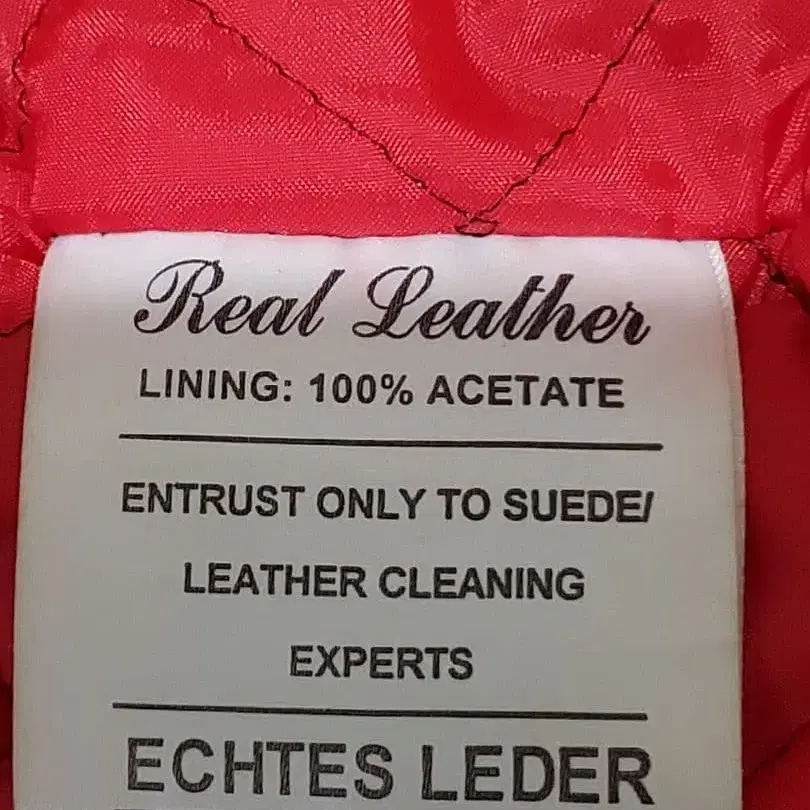 Real Leather
LINING: 100% ACETATE
ENTRUST ONLY TO SUEDE/
LEATHER CLEANING
EXPERTS
ECHTES LEDER